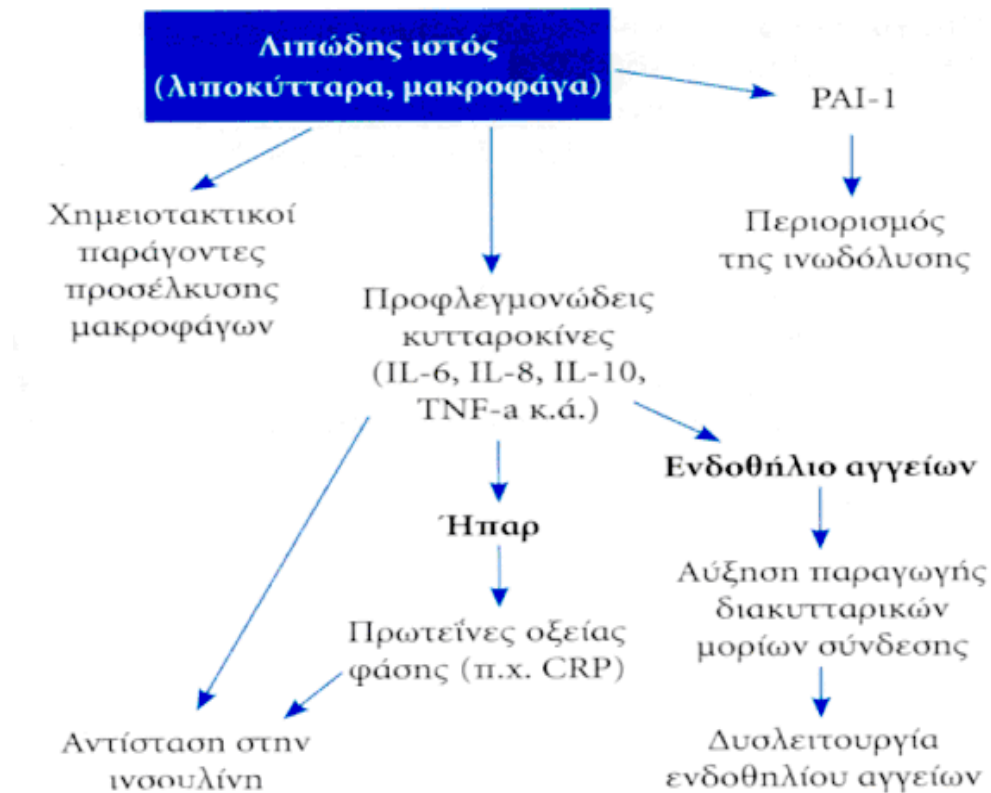 Λιπώδης ιστός
(λιποκύτταρα, μακροφάγα)
PAI-1
Χημειοτακτικοί
παράγοντες
προσέλκυσης
μακροφάγων
Περιορισμός
της ινωδόλυσης
Προφλεγμονώδεις
κυτταροκίνες
(IL-6, IL-8, IL-10,
TNF-a κ.ά.)
Ενδοθήλιο αγγείων
Ήπαρ
Αύξηση παραγωγής
διακυτταρικών
μορίων σύνδεσης
Πρωτεΐνες οξείας
φάσης (π.χ. CRP)
Αντίσταση στην
ινσουλίνη
Δυσλειτουργία
ενδοθηλίου αγγείων